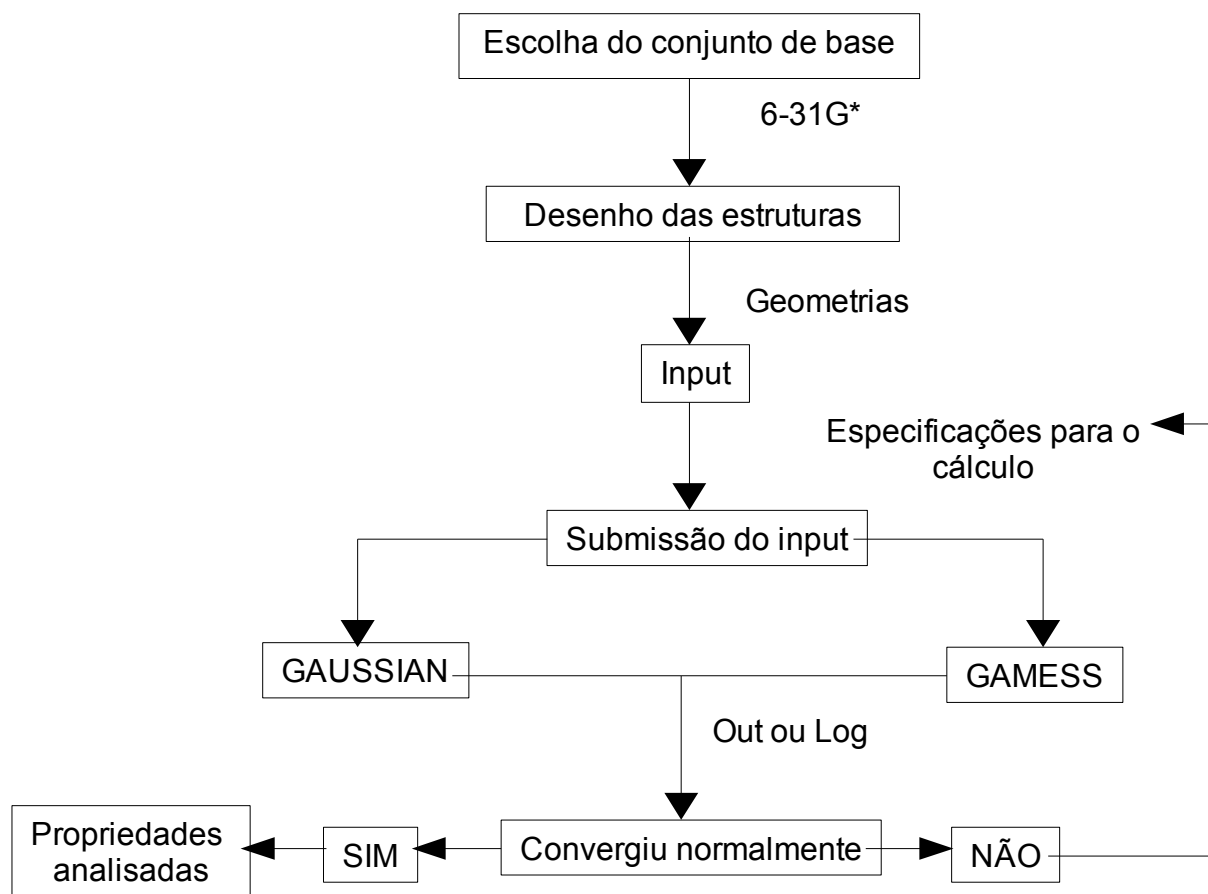 Escolha do conjunto de base
6-31G*
Desenho das estruturas
Geometrias
Input
Especificações para o
cálculo
Submissão do input
GAUSSIAN
GAMESS
Out ou Log
Propriedades
analisadas
SIM
Convergiu normalmente
NÃO